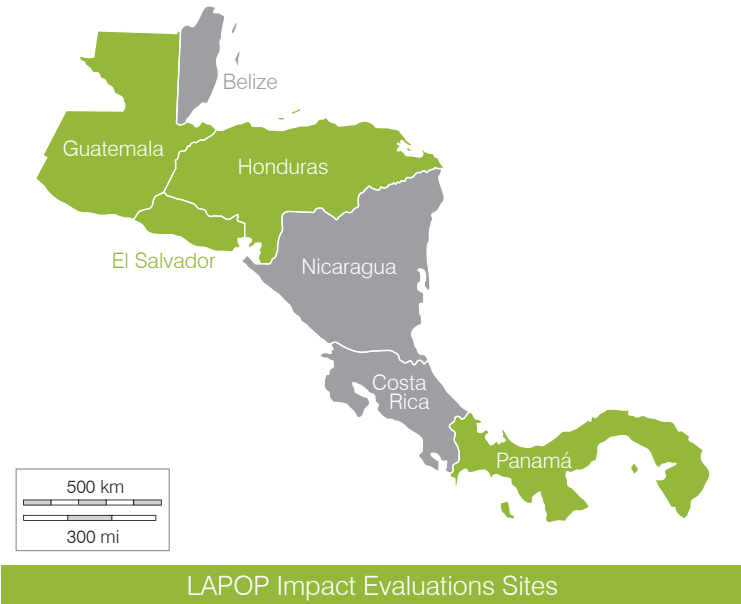 Belize
Guatemala
Honduras
El Salvador
Nicaragua
Costa
Rica
Panamá
500 km
300 mi
LAPOP Impact Evaluations Sites